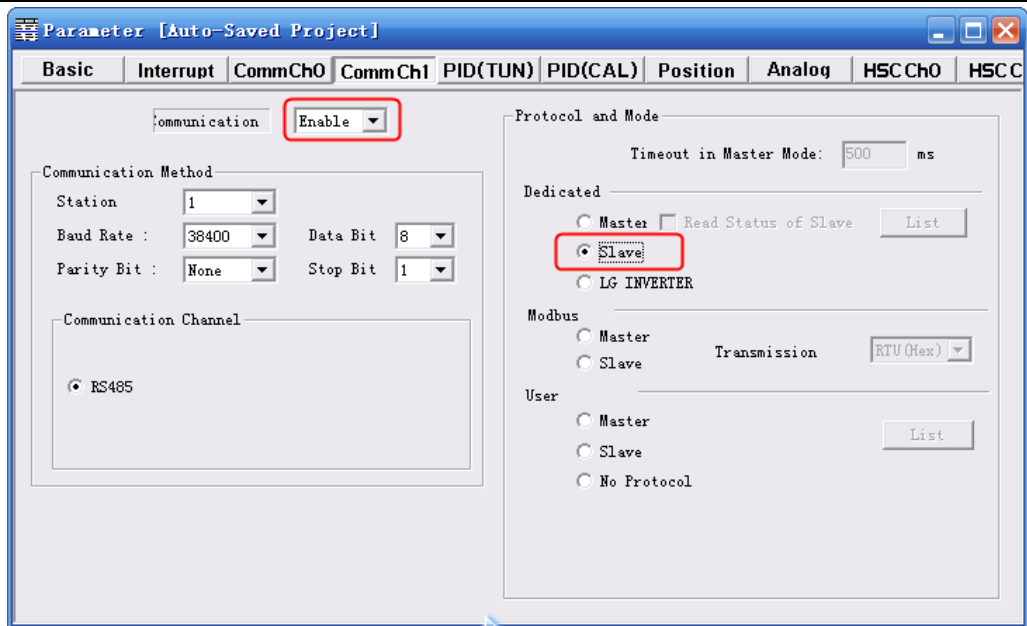 Parameter [Auto-Saved Project]
Basic Interrupt CommCh0 CommCh1 PID(TUN) PID(CAL) Position Analog HSC Ch0 HSC C
ommunication Enable
Communication Method
Station 1
Baud Rate : 38400 Data Bit 8
Parity Bit : None Stop Bit 1
Communication Channel
RS485
Protocol and Mode
Timeout in Master Mode: 500 ms
Dedicated
Master Read Status of Slave List
Slave
LG INVERTER
Modbus
Master
Slave
Transmission RTU(Hex)
User
Master
Slave
No Protocol
List